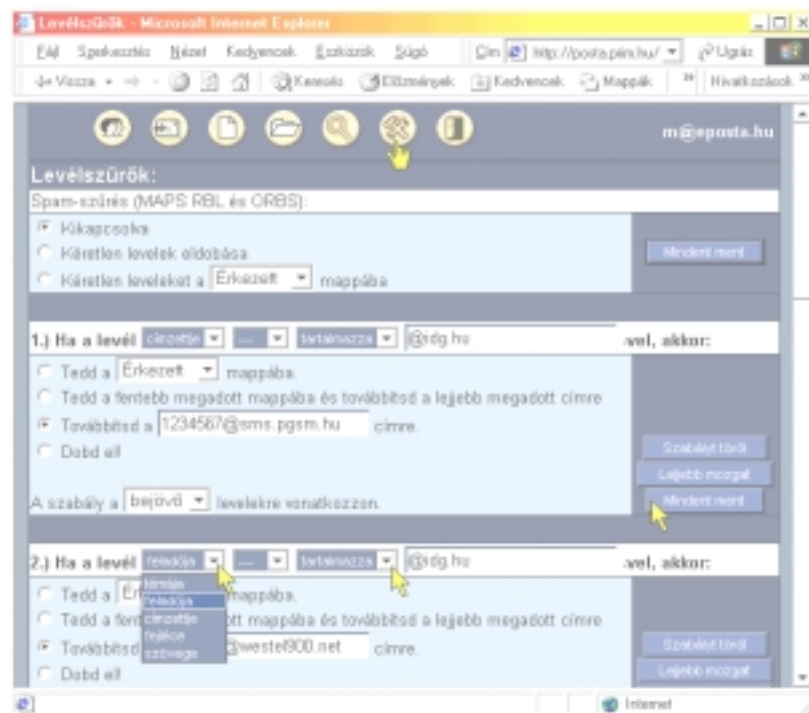 Levélszűrők - Microsoft Internet Explorer
Fájl Szerkesztés Nézet Kedvencek Eszközök Súgó Cím http://posta.pim.hu/ Ugrás
Vissza Keresés Előzmények Kedvencek Mappák Hivatkozások
m@eposta.hu
Levélszűrők:
Spam-szűrés (MAPS RBL és ORBS):
Kikapcsolva
Kéretlen levelek eldobása
Mindent ment
Kéretlen leveleket a Érkezett mappába
1.) Ha a levél címzettje --- tartalmazza @idg.hu -vel, akkor:
Tedd a Érkezett mappába.
Tedd a fentebb megadott mappába és továbbítsd a lejjebb megadott címre
Továbbítsd a 1234567@sms.pgsm.hu címre.
Dobd el!
Szabályt töröl
Lejjebb mozgat
A szabály a bejövő levelekre vonatkozzon.
Mindent ment
2.) Ha a levél feladója --- tartalmazza @idg.hu -vel, akkor:
témája
feladója
címzettje
fejléce
szövege
Tedd a Ér mappába.
Tedd a fent ott mappába és továbbítsd a lejjebb megadott címre
Továbbítsd @westel900.net címre.
Dobd el!
Szabályt töröl
Lejjebb mozgat
Internet